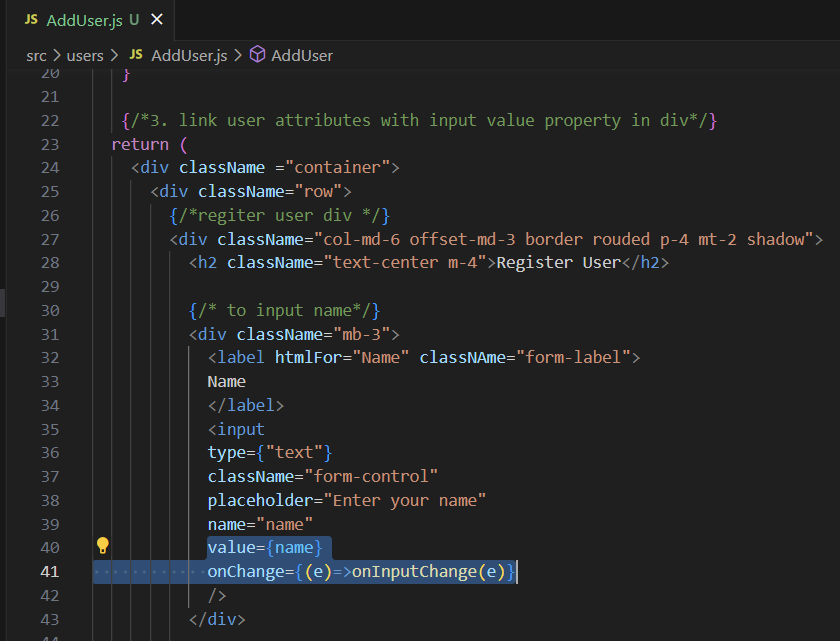 JS AddUser.js U ×
src > users > JS AddUser.js > AddUser
20 }
21
22 {/*3. link user attributes with input value property in div*/}
23 return (
24 <div className ="container">
25 <div className="row">
26 {/*regiter user div */}
27 <div className="col-md-6 offset-md-3 border rouded p-4 mt-2 shadow">
28 <h2 className="text-center m-4">Register User</h2>
29
30 {/* to input name*/}
31 <div className="mb-3">
32 <label htmlFor="Name" classNAme="form-label">
33 Name
34 </label>
35 <input
36 type={"text"}
37 className="form-control"
38 placeholder="Enter your name"
39 name="name"
40 value={name}
41 onChange={(e)=>onInputChange(e)}
42 />
43 </div>